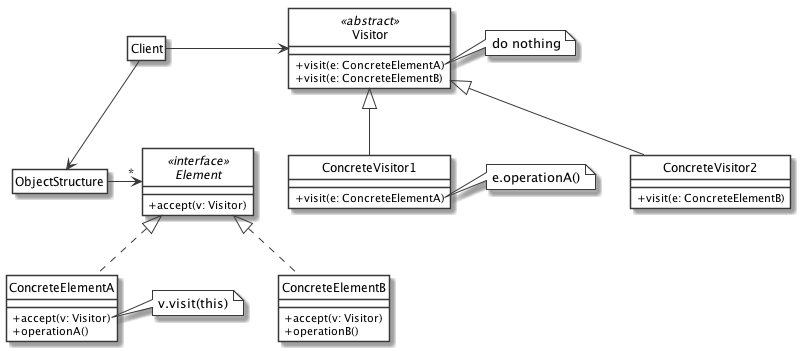 «abstract»
Visitor
+visit(e: ConcreteElementA)
+visit(e: ConcreteElementB)
do nothing
Client
ObjectStructure
*
«interface»
Element
+accept(v: Visitor)
ConcreteVisitor1
+visit(e: ConcreteElementA)
e.operationA()
ConcreteVisitor2
+visit(e: ConcreteElementB)
ConcreteElementA
+accept(v: Visitor)
+operationA()
v.visit(this)
ConcreteElementB
+accept(v: Visitor)
+operationB()